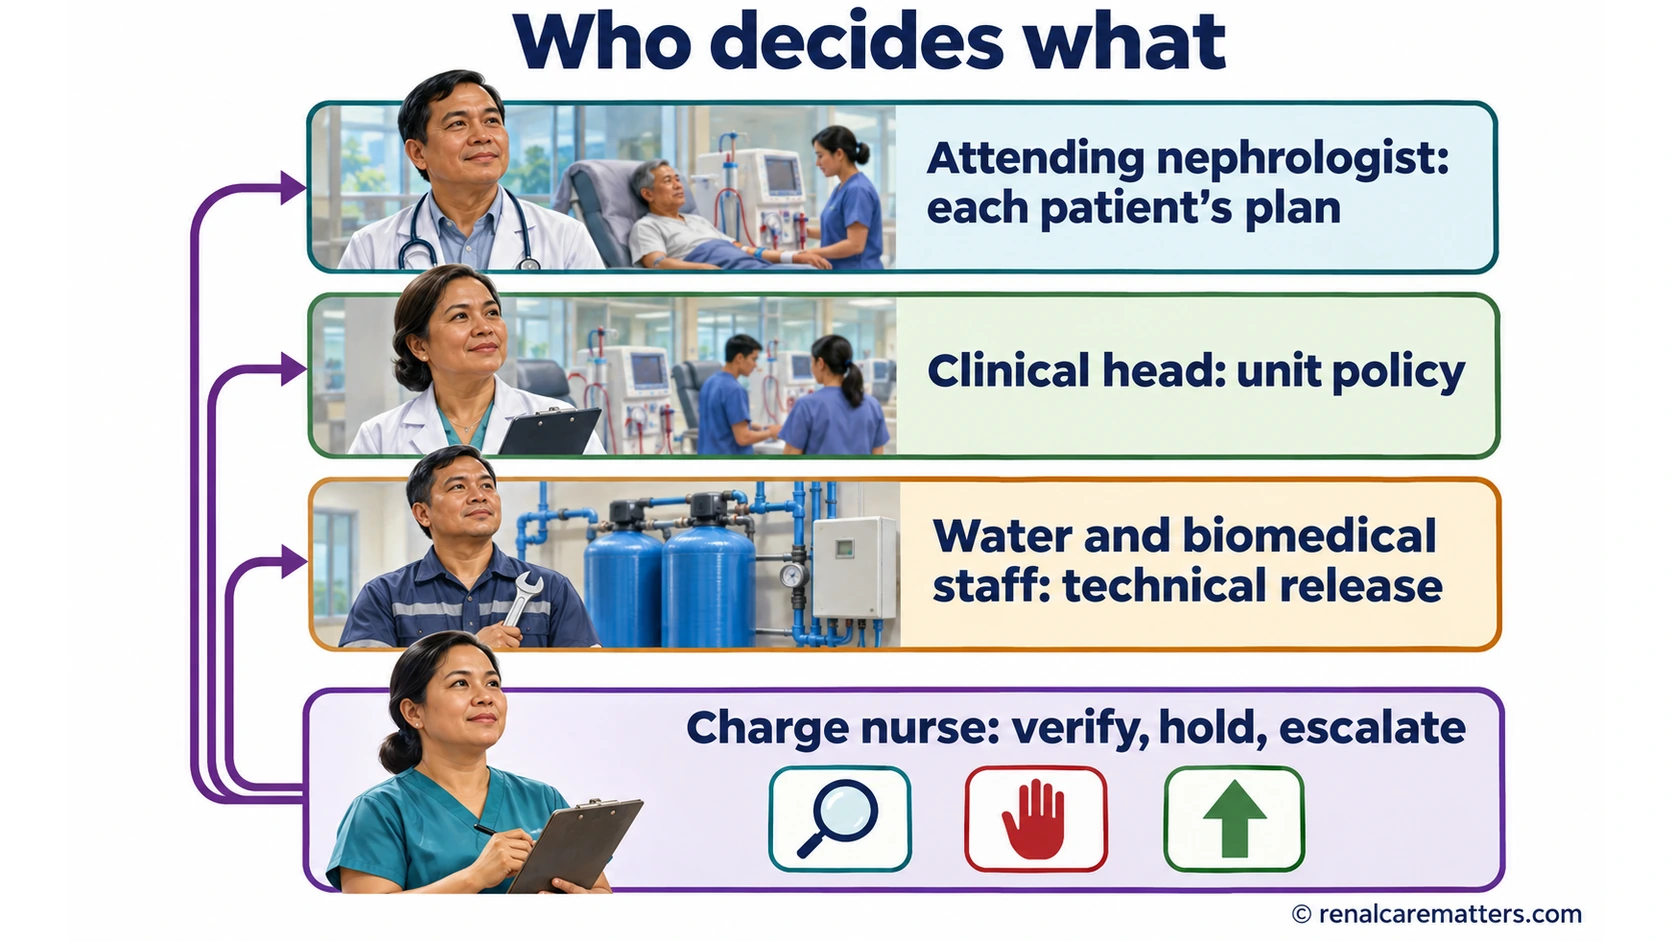 Who decides what
Attending nephrologist:
each patient's plan
Clinical head: unit policy
Water and biomedical
staff: technical release
Charge nurse: verify, hold, escalate
© renalcarematters.com